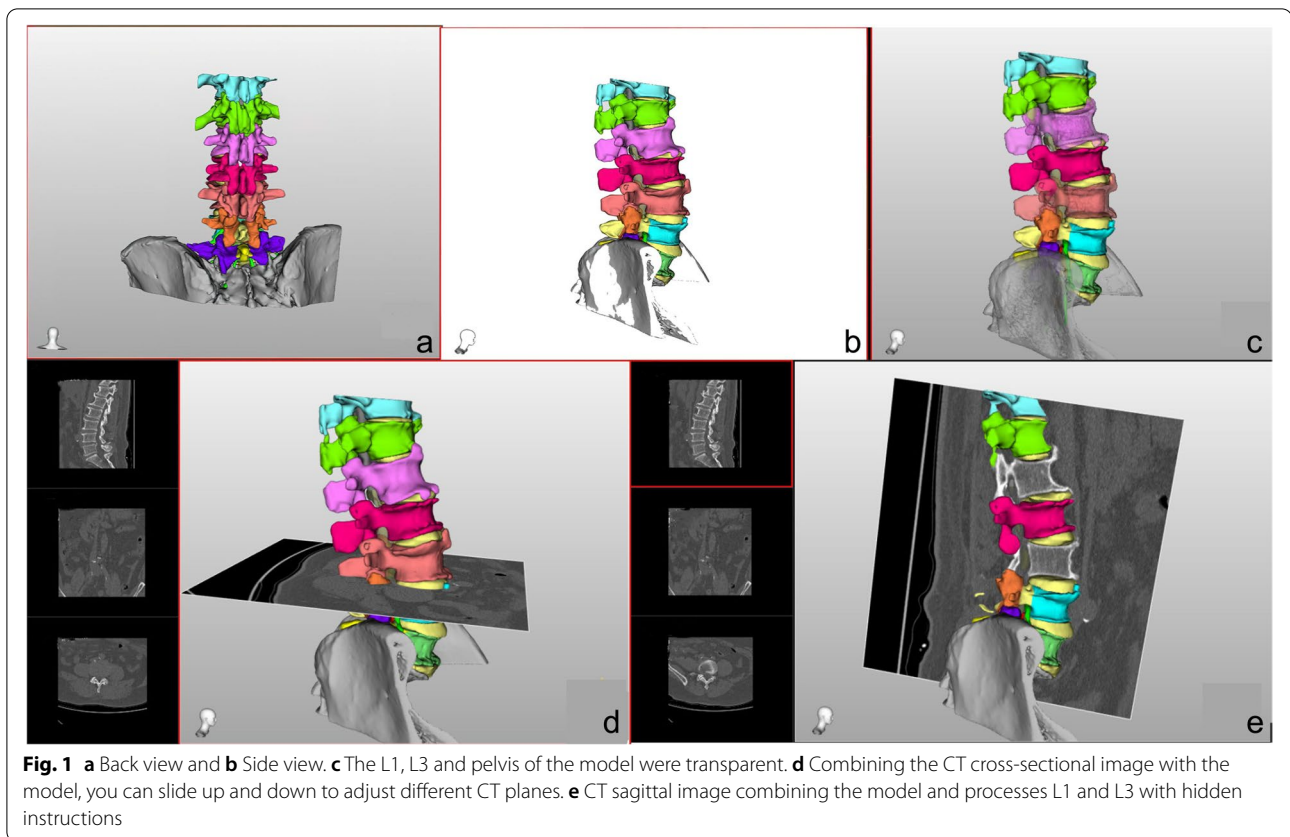 a
b
c
d
e
Fig. 1 a Back view and b Side view. c The L1, L3 and pelvis of the model were transparent. d Combining the CT cross-sectional image with the
model, you can slide up and down to adjust different CT planes. e CT sagittal image combining the model and processes L1 and L3 with hidden
instructions